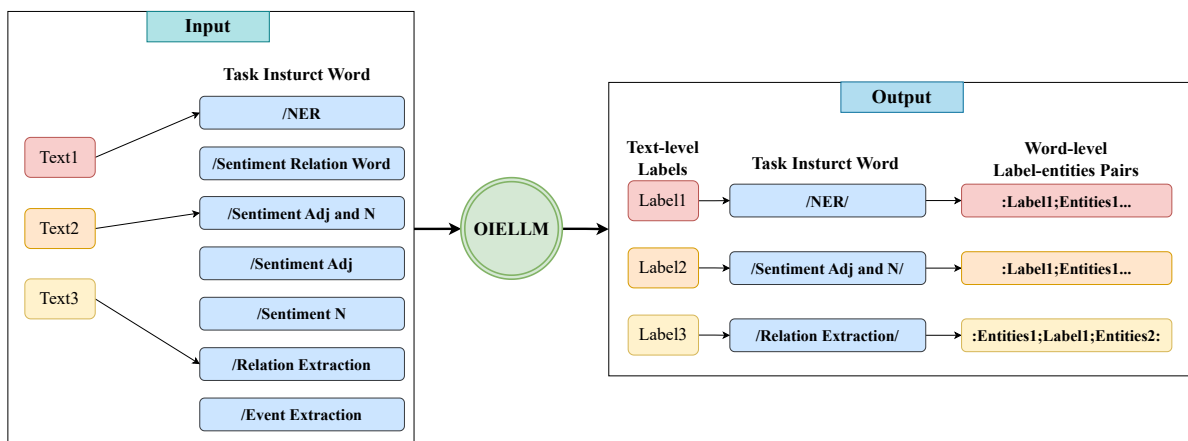 Input
Task Insturct Word
/NER
Text1
/Sentiment Relation Word
Text2
/Sentiment Adj and N
/Sentiment Adj
Text3
/Sentiment N
/Relation Extraction
/Event Extraction
OIELLM
Output
Text-level
Labels
Task Insturct Word
Word-level
Label-entities Pairs
Label1
/NER/
:Label1;Entities1...
Label2
/Sentiment Adj and N/
:Label1;Entities1...
Label3
/Relation Extraction/
:Entities1;Label1;Entities2: